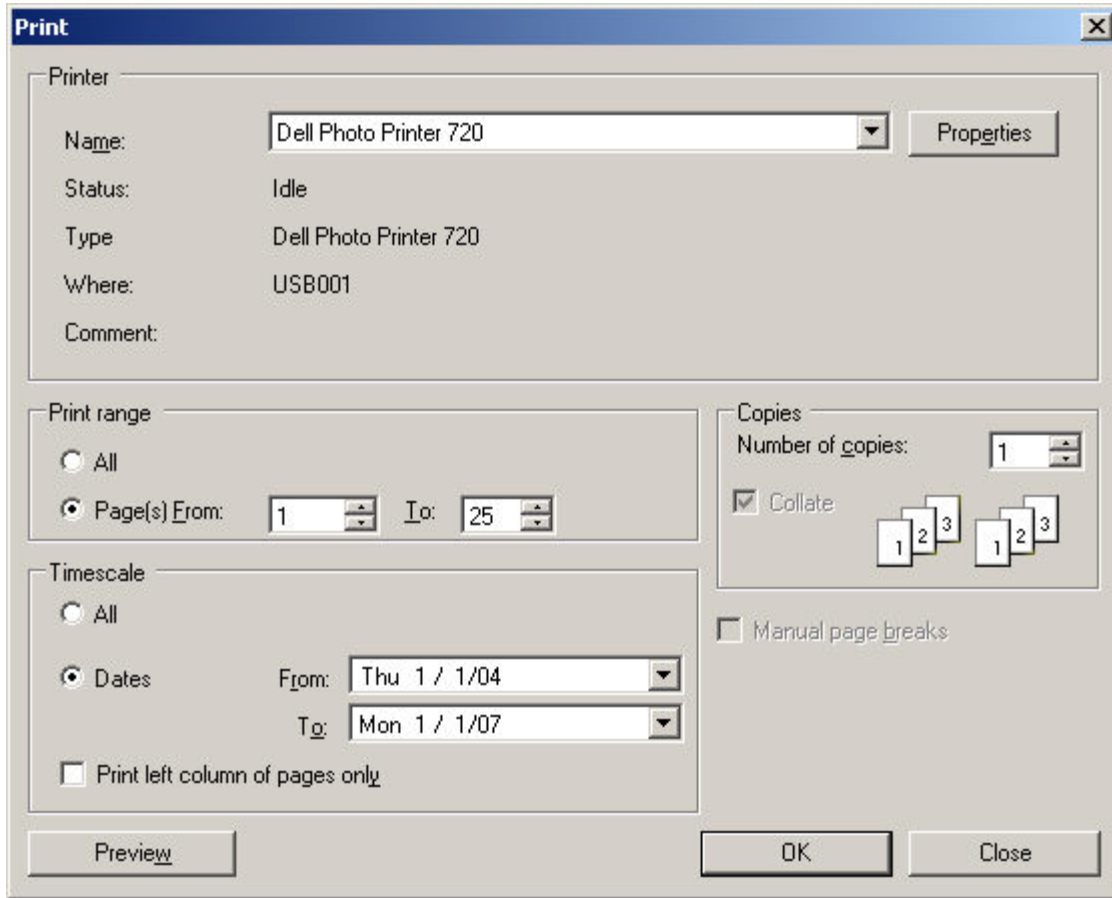 Print
Printer
Name: Dell Photo Printer 720 Properties
Status: Idle
Type Dell Photo Printer 720
Where: USB001
Comment:
Print range
All
Page(s) From: 1 To: 25
Copies
Number of copies: 1
Collate
1 2 3 1 2 3
Timescale
All
Dates From: Thu 1 / 1/04
To: Mon 1 / 1/07
Print left column of pages only
Manual page breaks
Preview OK Close